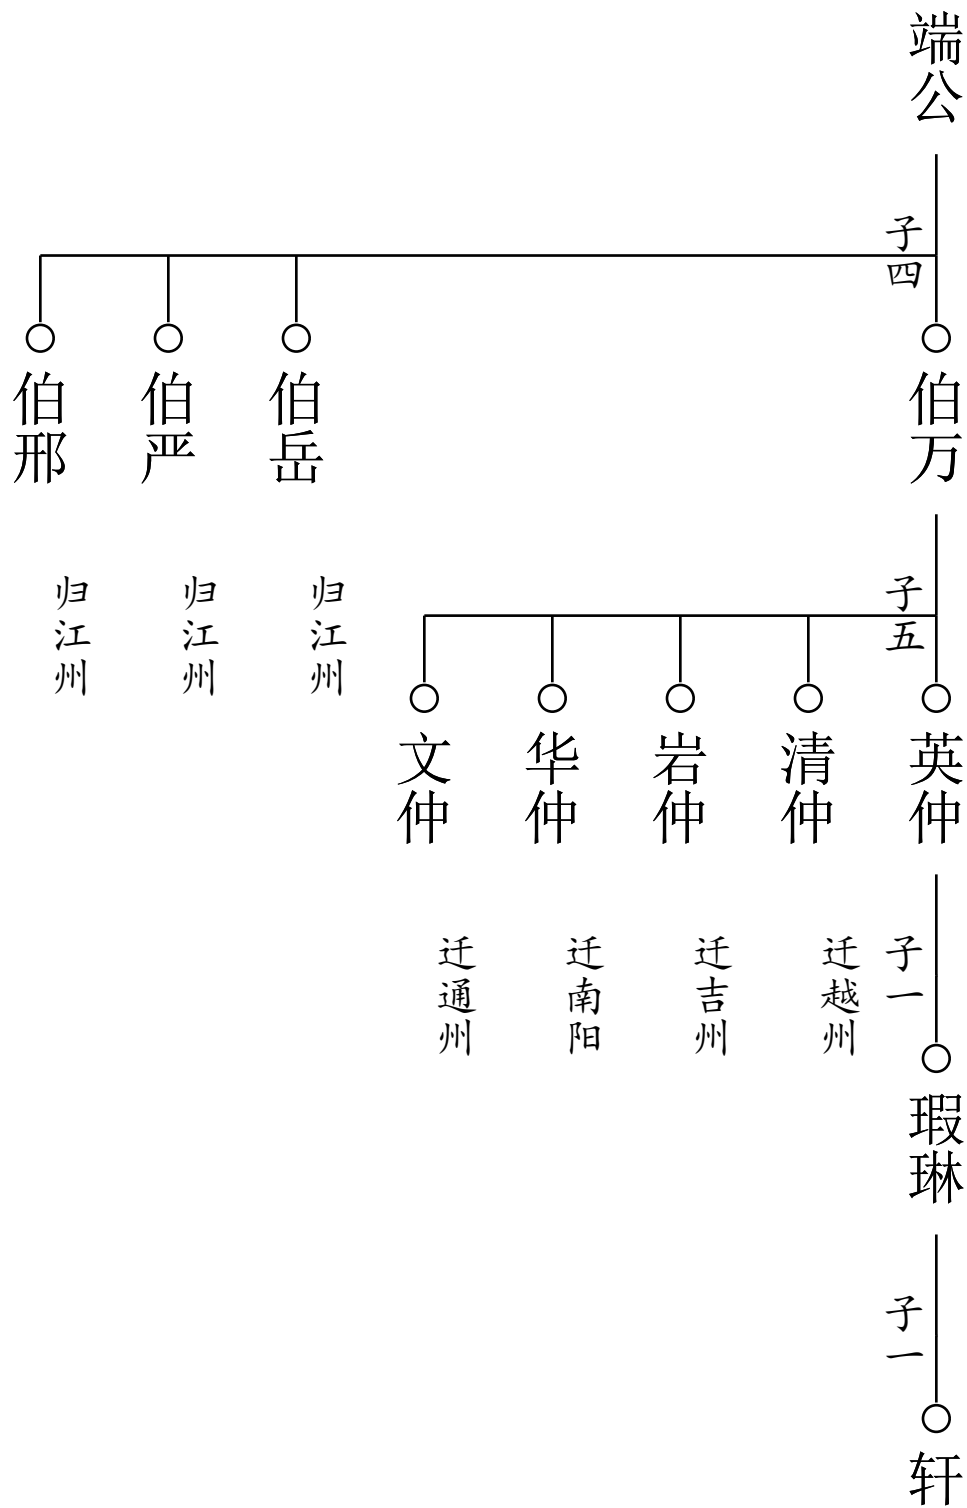 端公
子四
伯万
伯岳
归江州
伯严
归江州
伯邢
归江州
子五
英仲
清仲
迁越州
岩仲
迁吉州
华仲
迁南阳
文仲
迁通州
子一
瑕琳
子一
轩